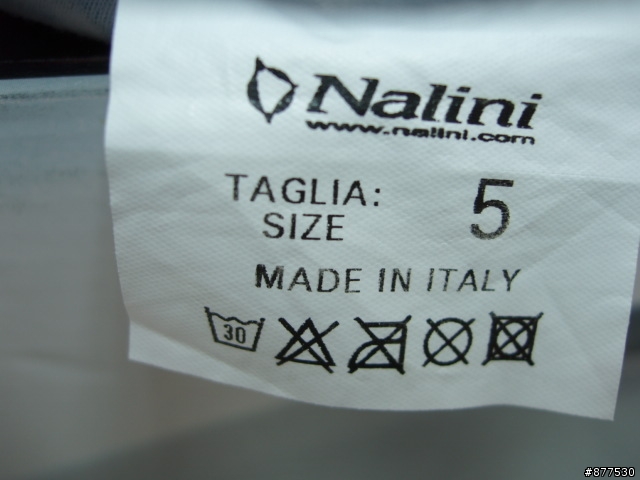 Nalini
www.nalini.com
TAGLIA: 5
SIZE
MADE IN ITALY
30
#877530